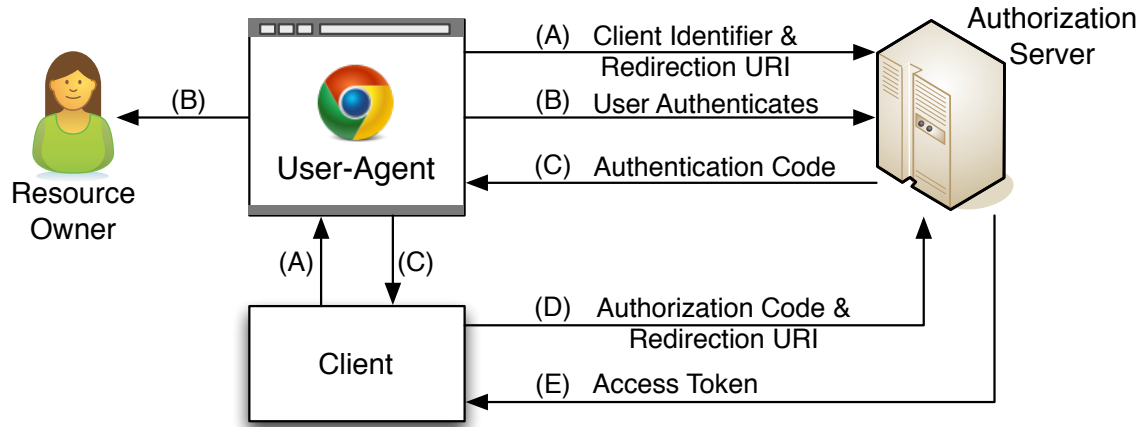 Authorization
Server
(A) Client Identifier &
Redirection URI
(B)
(B) User Authenticates
User-Agent
(C) Authentication Code
Resource
Owner
(A)
(C)
(D) Authorization Code &
Redirection URI
Client
(E) Access Token